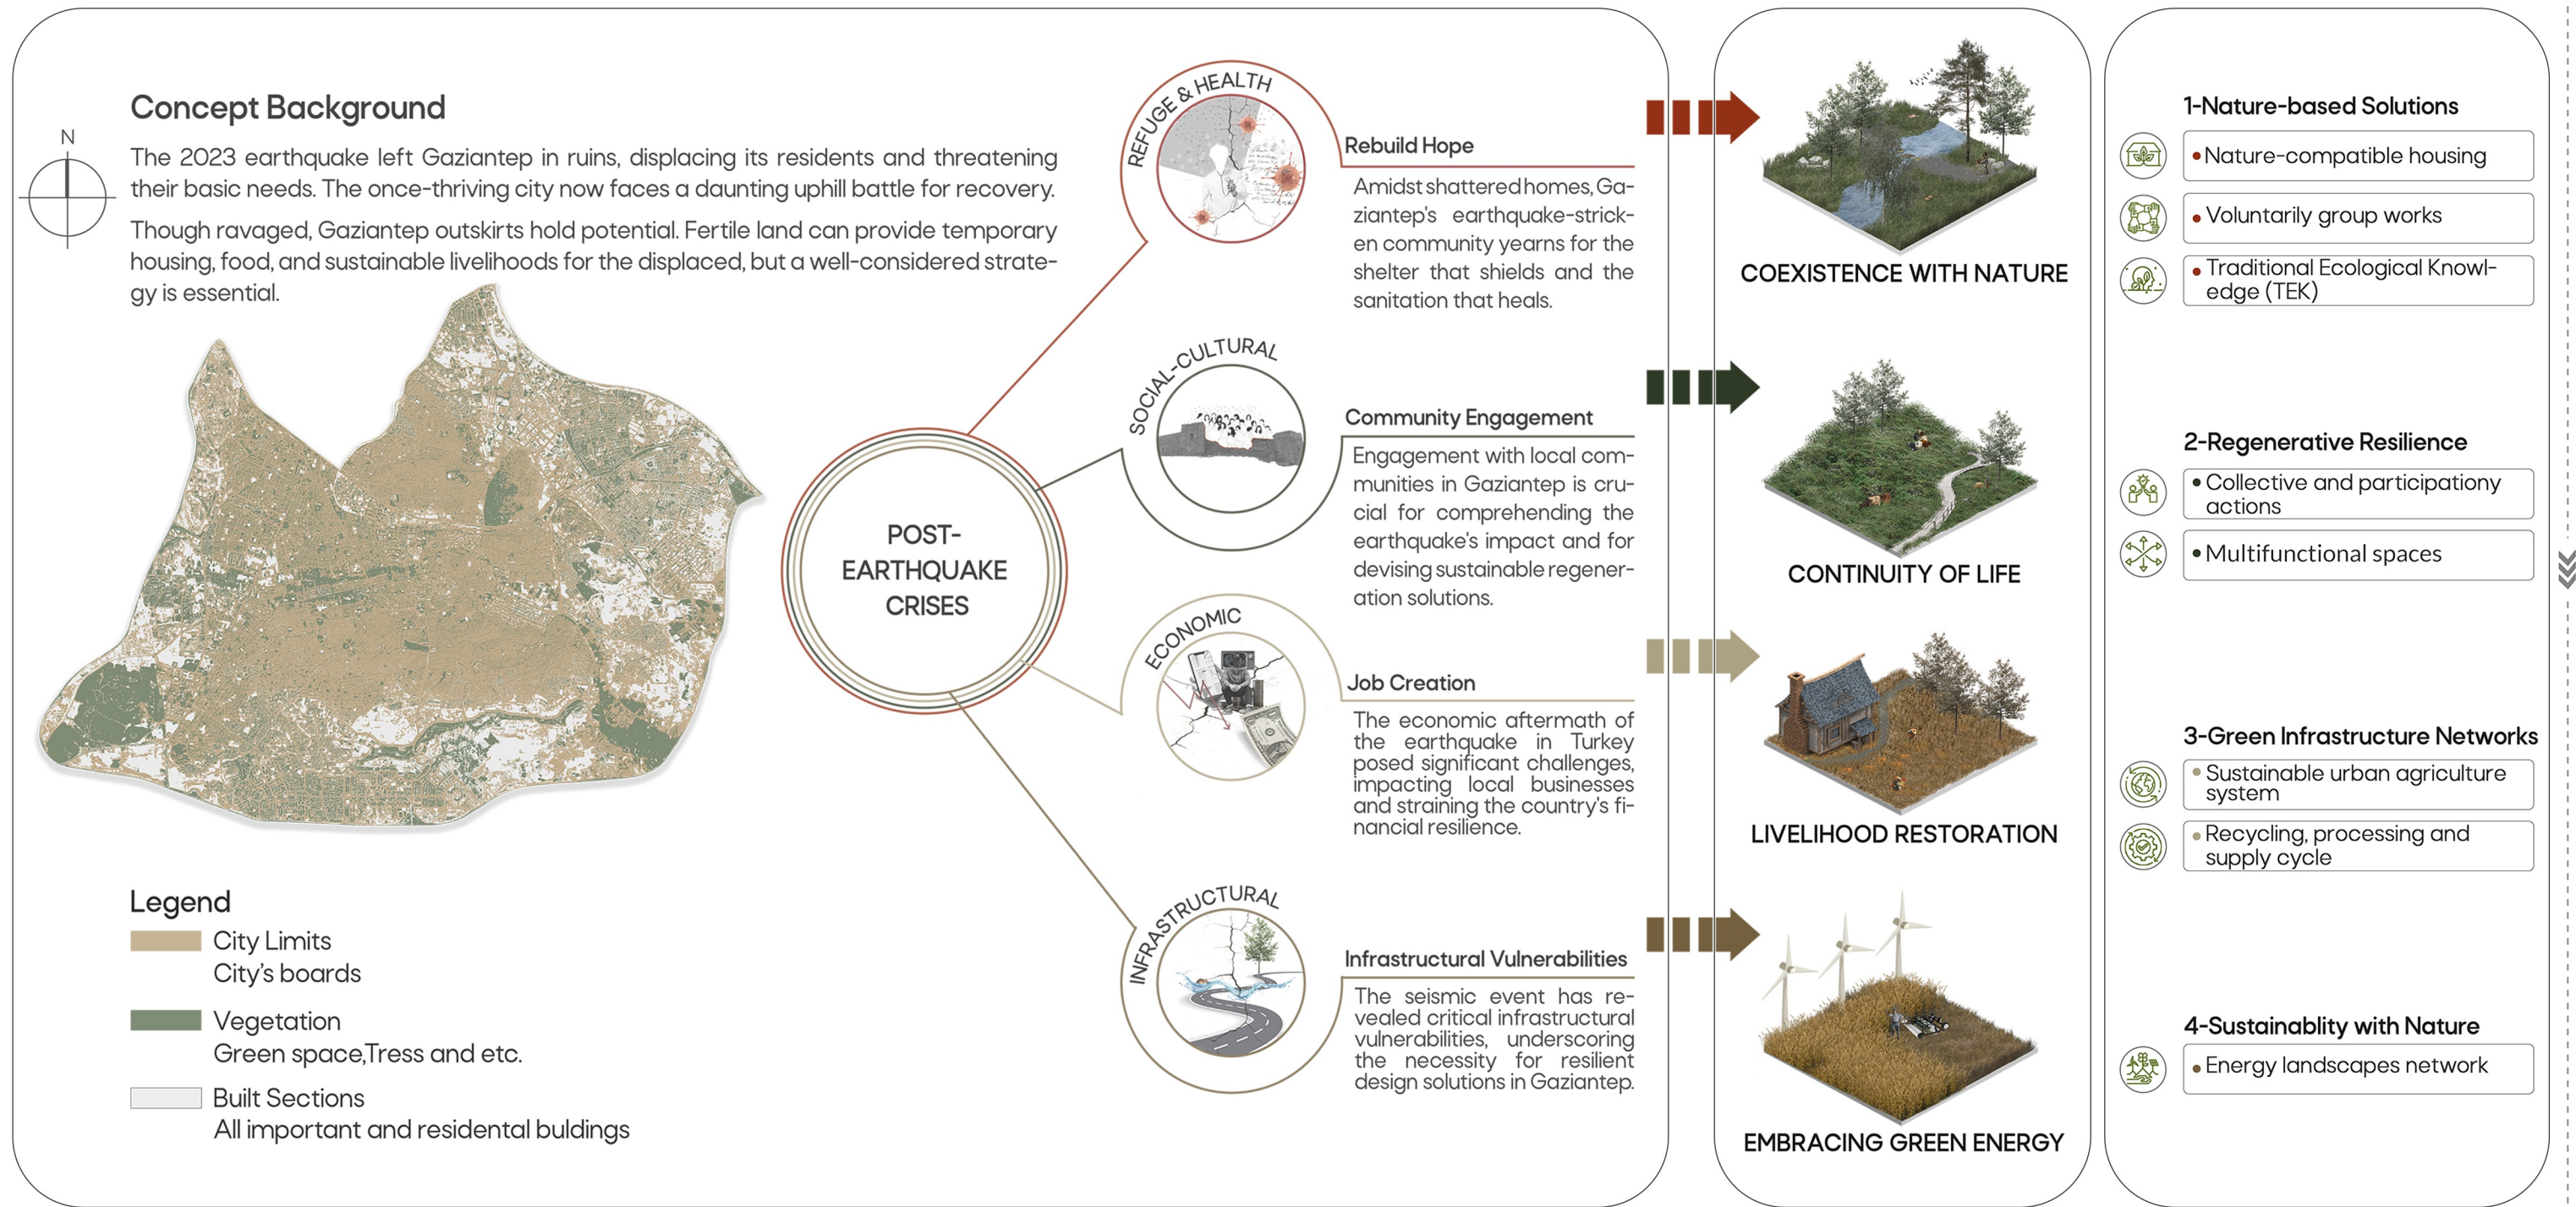 Concept Background
N
The 2023 earthquake left Gaziantep in ruins, displacing its residents and threatening
their basic needs. The once-thriving city now faces a daunting uphill battle for recovery.
Though ravaged, Gaziantep outskirts hold potential. Fertile land can provide temporary
housing, food, and sustainable livelihoods for the displaced, but a well-considered strate-
gy is essential.
Legend
City Limits
City's boards
Vegetation
Green space,Tress and etc.
Built Sections
All important and residental buldings
POST-
EARTHQUAKE
CRISES
REFUGE & HEALTH
Rebuild Hope
Amidst shattered homes, Ga-
ziantep's earthquake-strick-
en community yearns for the
shelter that shields and the
sanitation that heals.
SOCIAL-CULTURAL
Community Engagement
Engagement with local com-
munities in Gaziantep is cru-
cial for comprehending the
earthquake's impact and for
devising sustainable regener-
ation solutions.
ECONOMIC
Job Creation
The economic aftermath of
the earthquake in Turkey
posed significant challenges,
impacting local businesses
and straining the country's fi-
nancial resilience.
INFRASTRUCTURAL
Infrastructural Vulnerabilities
The seismic event has re-
vealed critical infrastructural
vulnerabilities, underscoring
the necessity for resilient
design solutions in Gaziantep.
COEXISTENCE WITH NATURE
CONTINUITY OF LIFE
LIVELIHOOD RESTORATION
EMBRACING GREEN ENERGY
1-Nature-based Solutions
•Nature-compatible housing
• Voluntarily group works
• Traditional Ecological Knowl-
edge (TEK)
2-Regenerative Resilience
• Collective and participationy
actions
• Multifunctional spaces
3-Green Infrastructure Networks
• Sustainable urban agriculture
system
• Recycling, processing and
supply cycle
4-Sustainablity with Nature
• Energy landscapes network